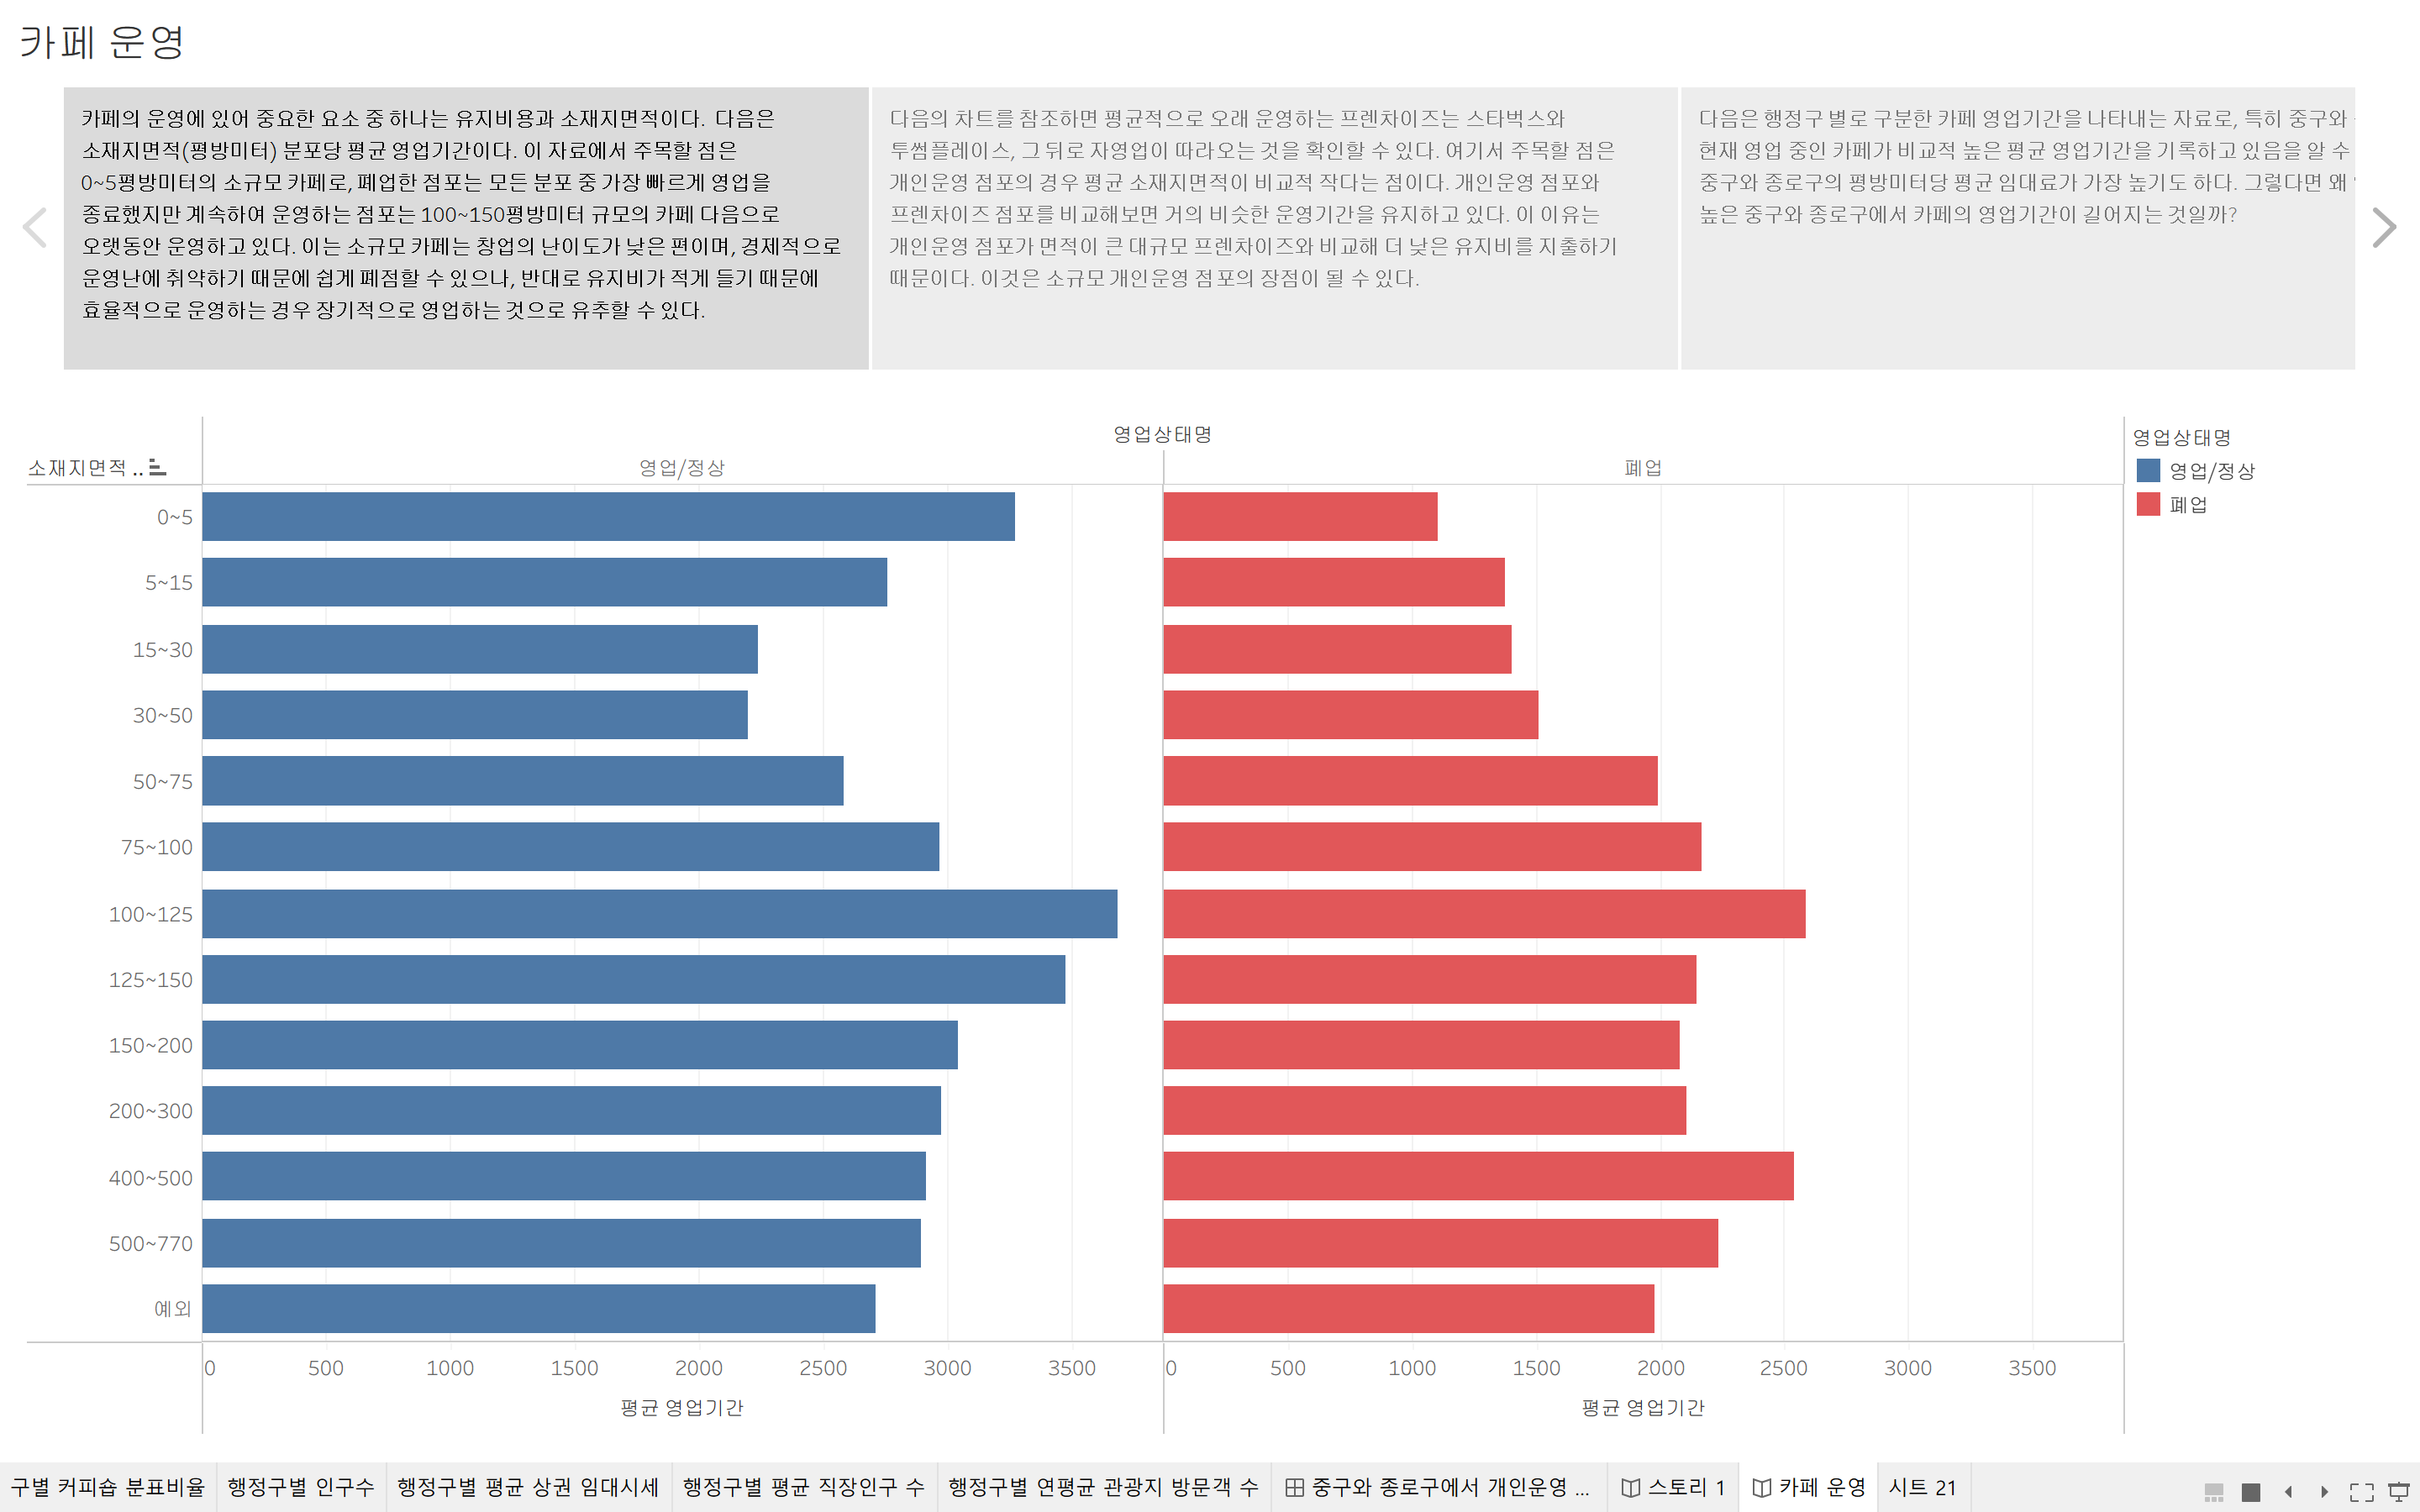 카페 운영
카페의 운영에 있어 중요한 요소 중 하나는 유지비용과 소재지면적이다. 다음은
소재지면적(평방미터) 분포당 평균 영업기간이다. 이 자료에서 주목할 점은
0~5평방미터의 소규모 카페로, 폐업한 점포는 모든 분포 중 가장 빠르게 영업을
종료했지만 계속하여 운영하는 점포는 100~150평방미터 규모의 카페 다음으로
오랫동안 운영하고 있다. 이는 소규모 카페는 창업의 난이도가 낮은 편이며, 경제적으로
운영난에 취약하기 때문에 쉽게 폐점할 수 있으나, 반대로 유지비가 적게 들기 때문에
효율적으로 운영하는 경우 장기적으로 영업하는 것으로 유추할 수 있다.
다음의 차트를 참조하면 평균적으로 오래 운영하는 프렌차이즈는 스타벅스와
투썸플레이스, 그 뒤로 자영업이 따라오는 것을 확인할 수 있다. 여기서 주목할 점은
개인운영 점포의 경우 평균 소재지면적이 비교적 작다는 점이다. 개인운영 점포와
프렌차이즈 점포를 비교해보면 거의 비슷한 운영기간을 유지하고 있다. 이 이유는
개인운영 점포가 면적이 큰 대규모 프렌차이즈와 비교해 더 낮은 유지비를 지출하기
때문이다. 이것은 소규모 개인운영 점포의 장점이 될 수 있다.
다음은 행정구 별로 구분한 카페 영업기간을 나타내는 자료로, 특히 중구와
현재 영업 중인 카페가 비교적 높은 평균 영업기간을 기록하고 있음을 알 수
중구와 종로구의 평방미터당 평균 임대료가 가장 높기도 하다. 그렇다면 왜
높은 중구와 종로구에서 카페의 영업기간이 길어지는 것일까?
영업상태명
소재지면적 ..
영업/정상
폐업
영업상태명
영업/정상
폐업
0~5
5~15
15~30
30~50
50~75
75~100
100~125
125~150
150~200
200~300
400~500
500~770
예외
0 500 1000 1500 2000 2500 3000 3500
0 500 1000 1500 2000 2500 3000 3500
평균 영업기간
평균 영업기간
구별 커피숍 분표비율
행정구별 인구수
행정구별 평균 상권 임대시세
행정구별 평균 직장인구 수
행정구별 연평균 관광지 방문객 수
중구와 종로구에서 개인운영 ...
스토리 1
카페 운영
시트 21